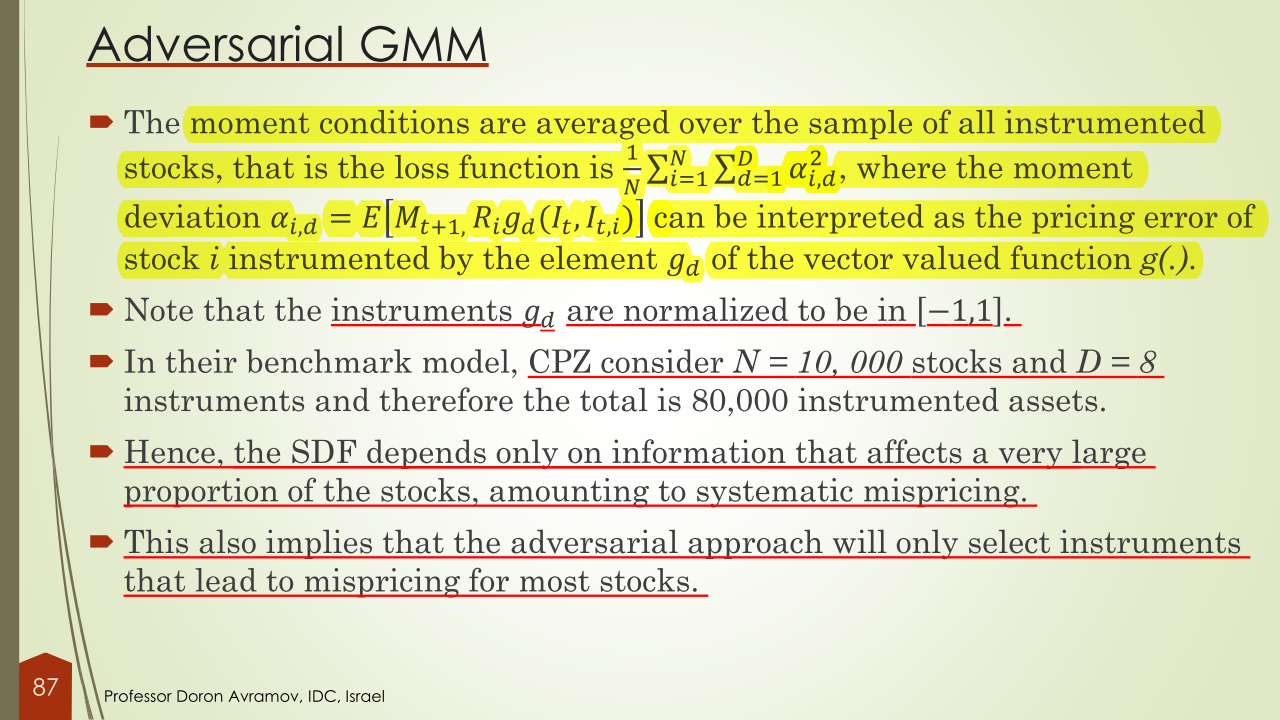 Adversarial GMM
The moment conditions are averaged over the sample of all instrumented
stocks, that is the loss function is $\frac{1}{N}\sum_{i=1}^{N}\sum_{d=1}^{D}\alpha_{i,d}^{2}$, where the moment
deviation $\alpha_{i,d} = E[M_{t+1,} R_i g_d(I_t, I_{t,i})]$ can be interpreted as the pricing error of
stock i instrumented by the element $g_d$ of the vector valued function g(.).
Note that the instruments $g_d$ are normalized to be in [−1,1].
In their benchmark model, CPZ consider N = 10, 000 stocks and D = 8
instruments and therefore the total is 80,000 instrumented assets.
Hence, the SDF depends only on information that affects a very large
proportion of the stocks, amounting to systematic mispricing.
This also implies that the adversarial approach will only select instruments
that lead to mispricing for most stocks.
87
Professor Doron Avramov, IDC, Israel